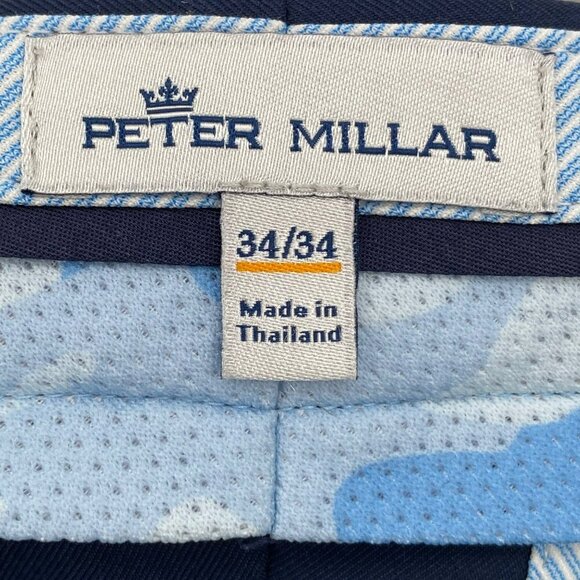 PETER MILLAR
34/34
Made in
Thailand